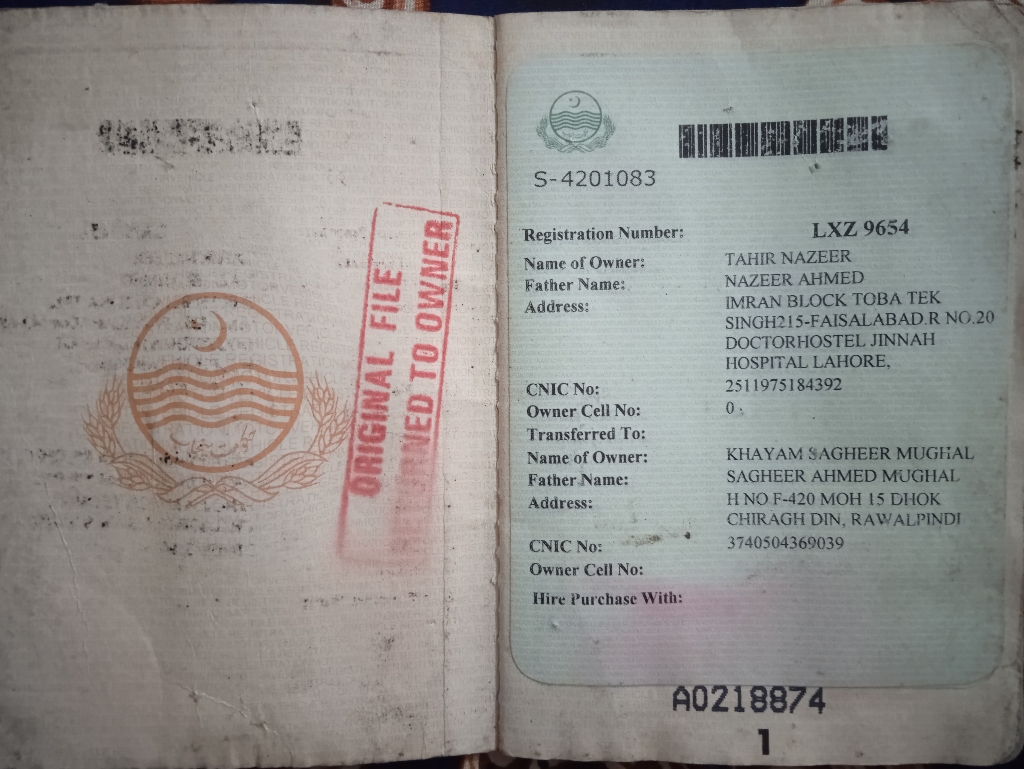 ORIGINAL FILE
RETURNED TO OWNER
S-4201083
Registration Number: LXZ 9654
Name of Owner: TAHIR NAZEER
Father Name: NAZEER AHMED
Address: IMRAN BLOCK TOBA TEK
SINGH215-FAISALABAD.R NO.20
DOCTORHOSTEL JINNAH
HOSPITAL LAHORE,
CNIC No: 2511975184392
Owner Cell No: 0
Transferred To:
Name of Owner: KHAYAM SAGHEER MUGHAL
Father Name: SAGHEER AHMED MUGHAL
Address: H NO F-420 MOH 15 DHOK
CHIRAGH DIN, RAWALPINDI
CNIC No: 3740504369039
Owner Cell No:
Hire Purchase With:
A0218874
1